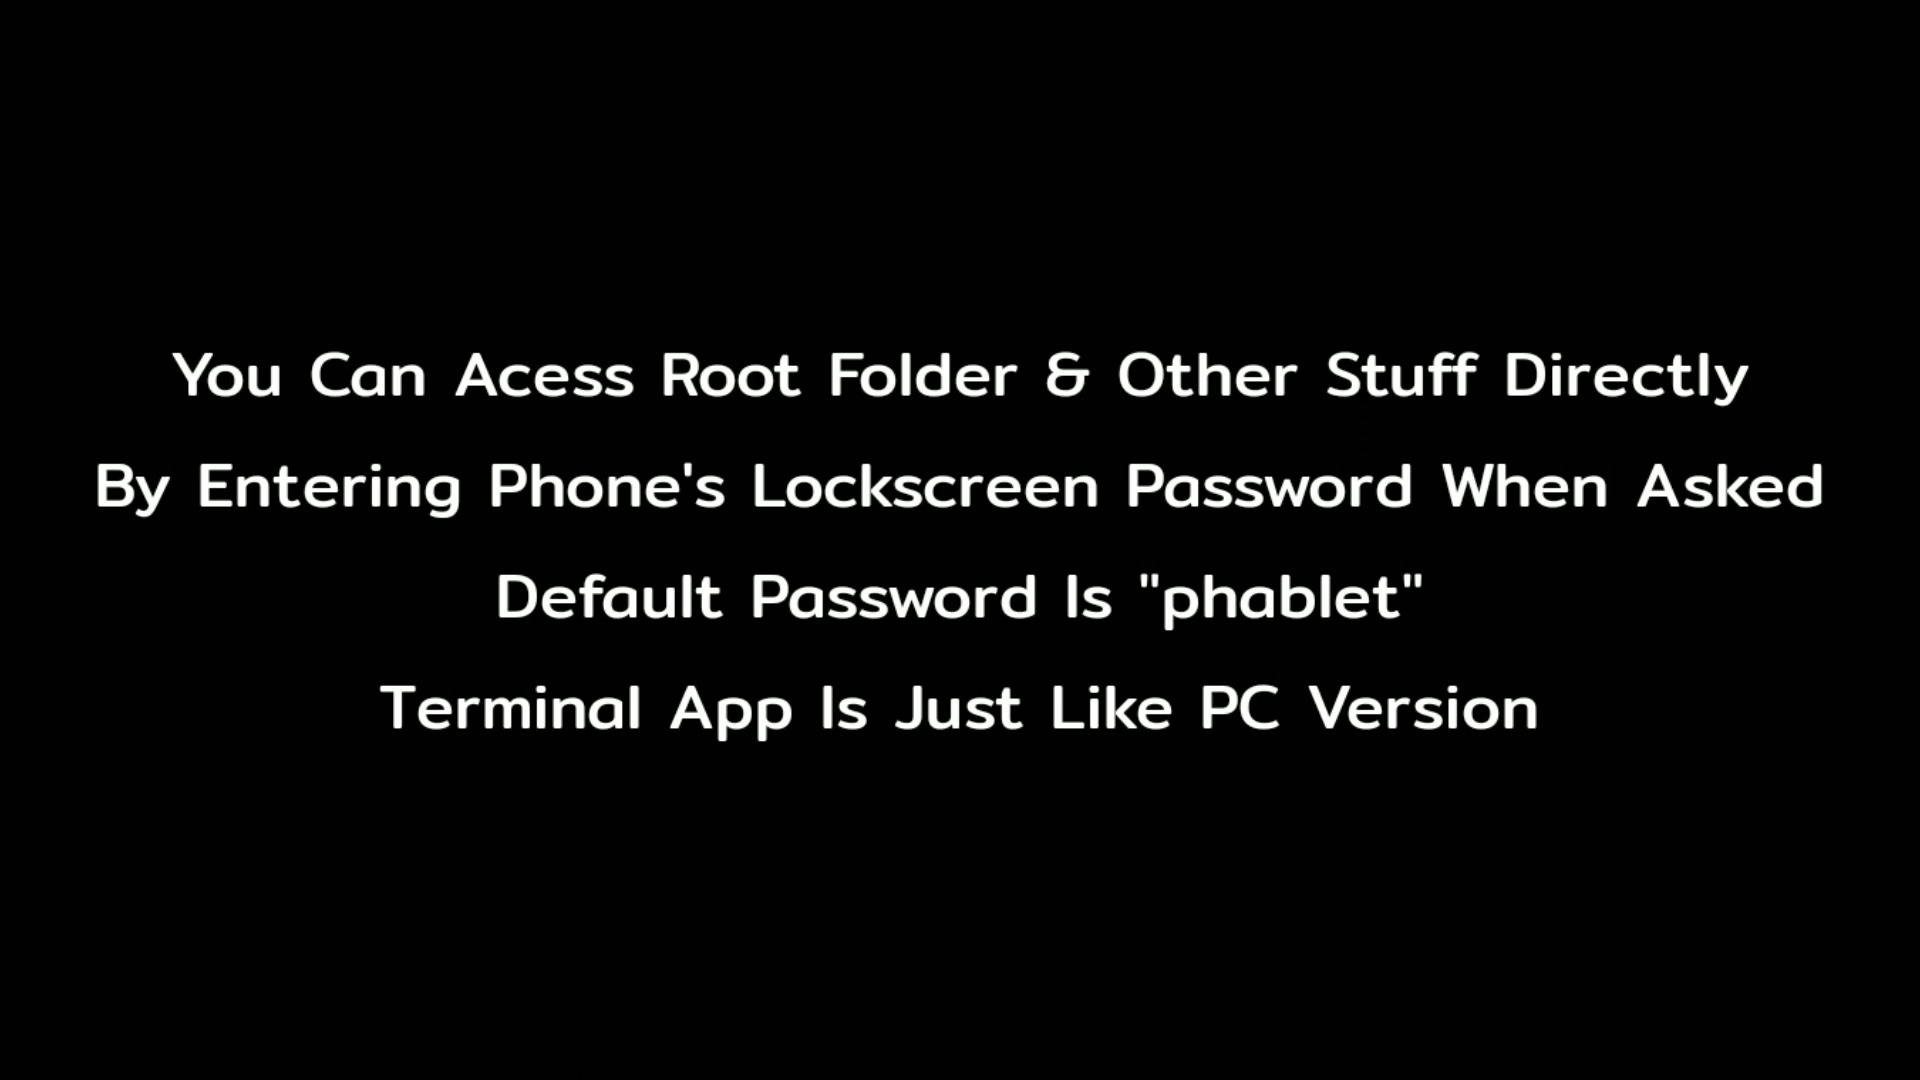 You Can Acess Root Folder & Other Stuff Directly
By Entering Phone's Lockscreen Password When Asked
Default Password Is "phablet"
Terminal App Is Just Like PC Version